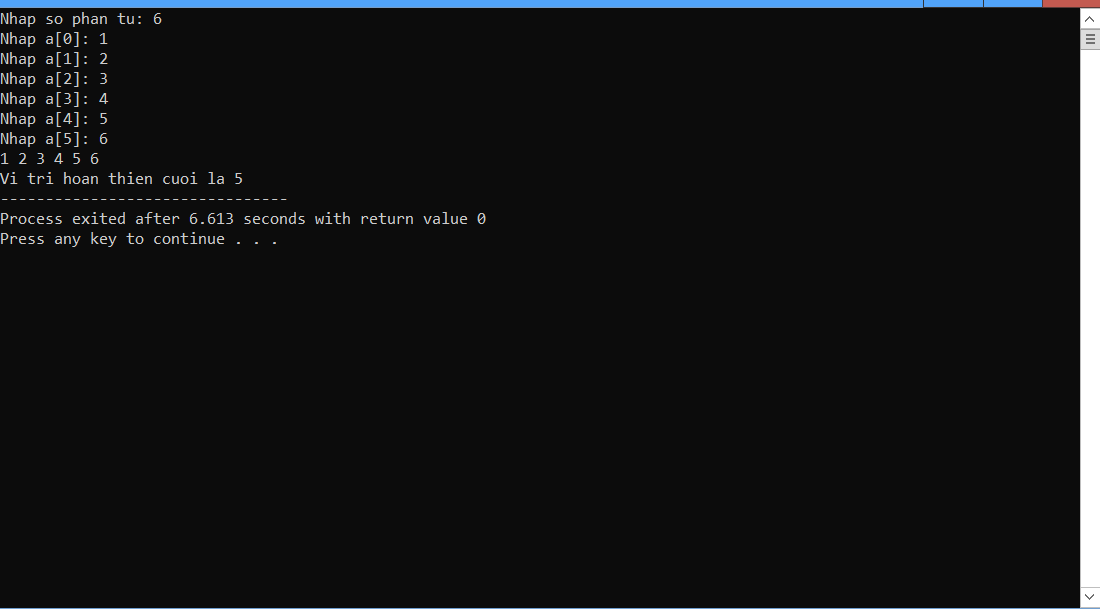 Nhap so phan tu: 6
Nhap a[0]: 1
Nhap a[1]: 2
Nhap a[2]: 3
Nhap a[3]: 4
Nhap a[4]: 5
Nhap a[5]: 6
1 2 3 4 5 6
Vi tri hoan thien cuoi la 5
--------------------------------
Process exited after 6.613 seconds with return value 0
Press any key to continue . . .